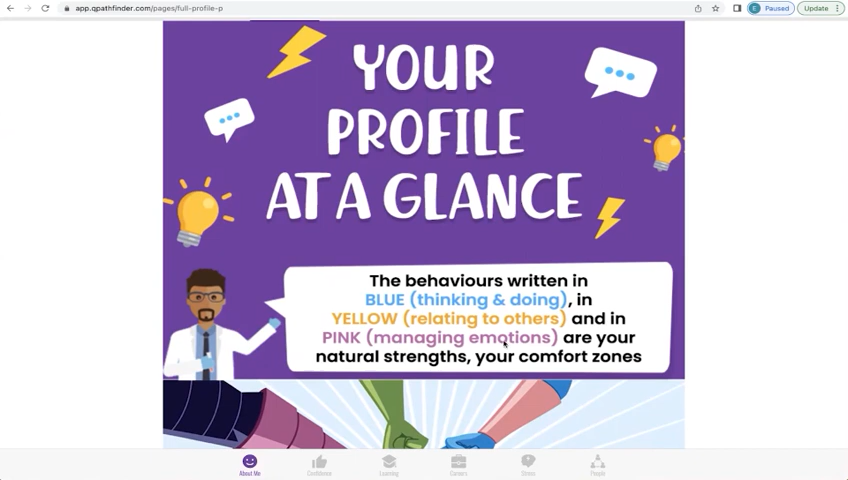 app.qpathfinder.com/pages/full-profile-p
E
Paused
Update
YOUR
PROFILE
AT A GLANCE
The behaviours written in
BLUE (thinking & doing), in
YELLOW (relating to others) and in
PINK (managing emotions) are your
natural strengths, your comfort zones
About Me
Confidence
Learning
Careers
Stress
People